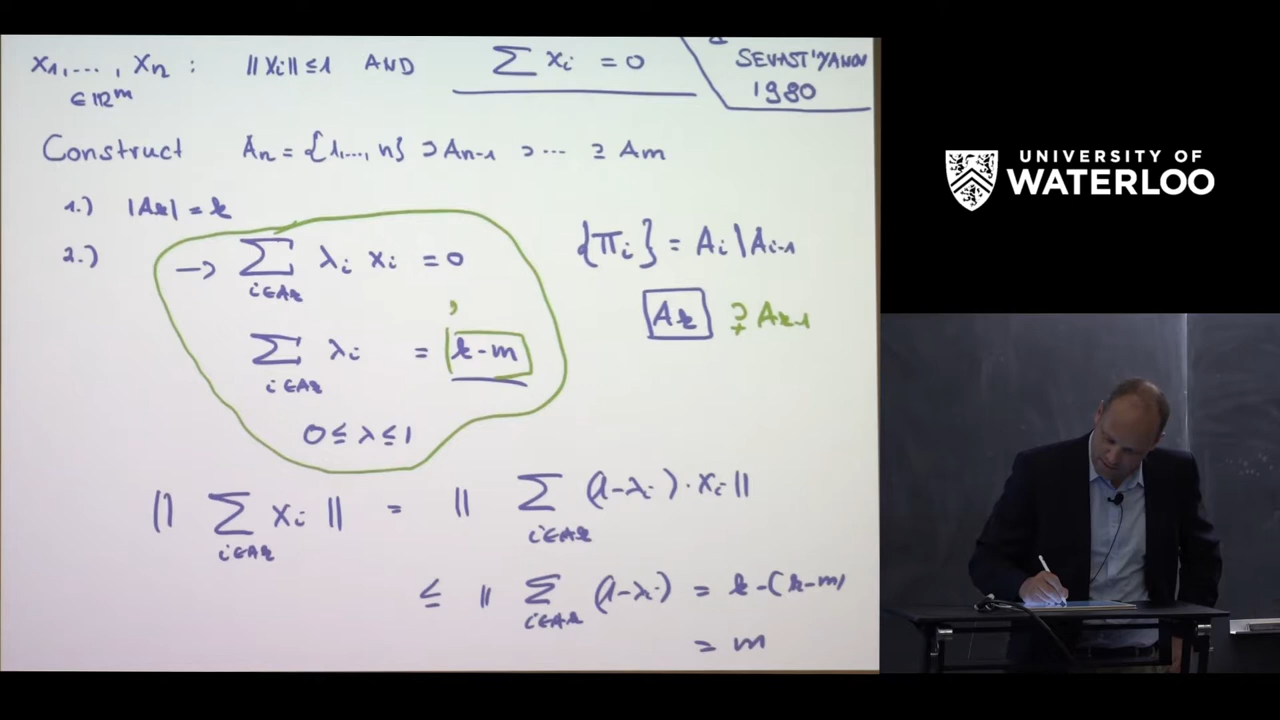 x₁,…, xₙ : ‖xᵢ‖ ≤ 1 AND ∑ xᵢ = 0
∈ ℝᵐ
SEVAST'YANOV
1980
Construct Aₙ = {1,…, n} ⊃ Aₙ₋₁ ⊃ ⋯ ⊇ Aₘ
1.) |Aₖ| = k
2.) → ∑ λᵢ xᵢ = 0
i∈Aₖ
,
∑ λᵢ = k-m
i∈Aₖ
0 ≤ λ ≤ 1
{πᵢ} = Aᵢ \ Aᵢ₋₁
Aₖ ⊋ Aₖ₋₁
‖ ∑ xᵢ ‖ = ‖ ∑ (1-λᵢ) · xᵢ ‖
i∈Aₖ i∈Aₖ
≤ ‖ ∑ (1-λᵢ) = k-(k-m)
i∈Aₖ
= m
UNIVERSITY OF
WATERLOO